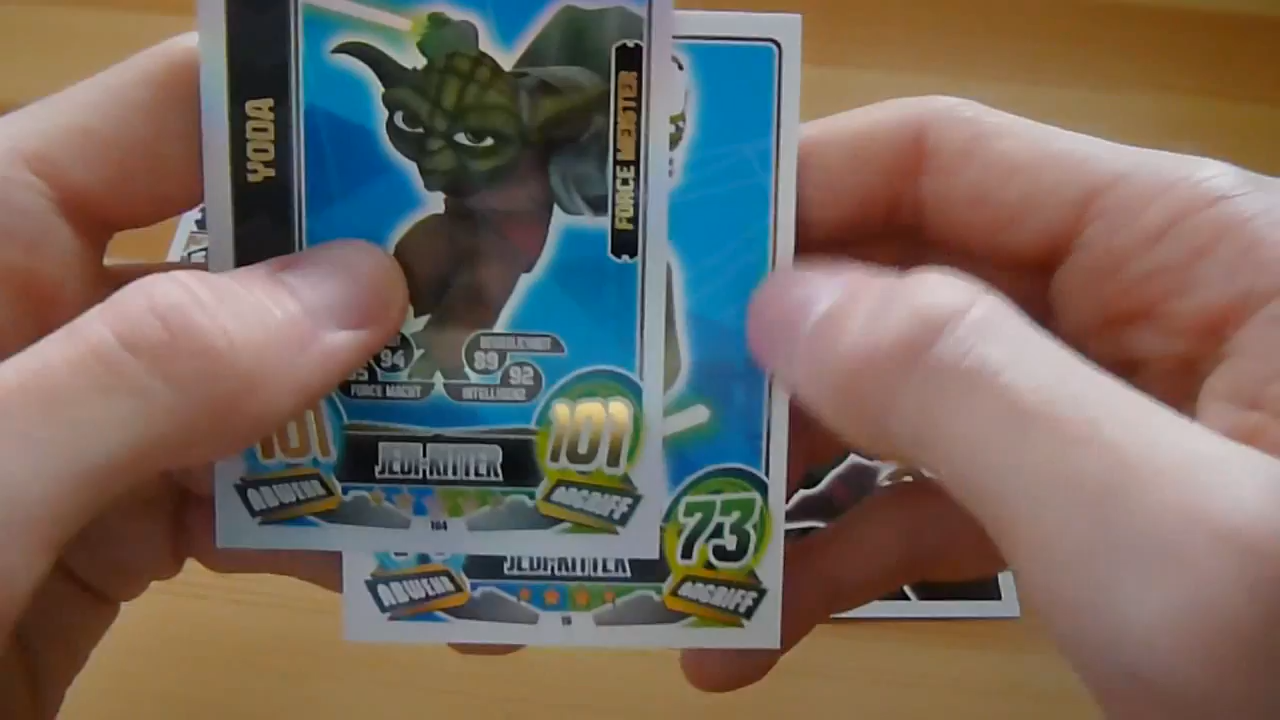 YODA
FORCE MEISTER
94
89
92
FORCE MACHT
INTELLIGENZ
101
101
JEDI-RITTER
ABWEHR
ANGRIFF
164
73
JEDI-RITTER
ABWEHR
ANGRIFF